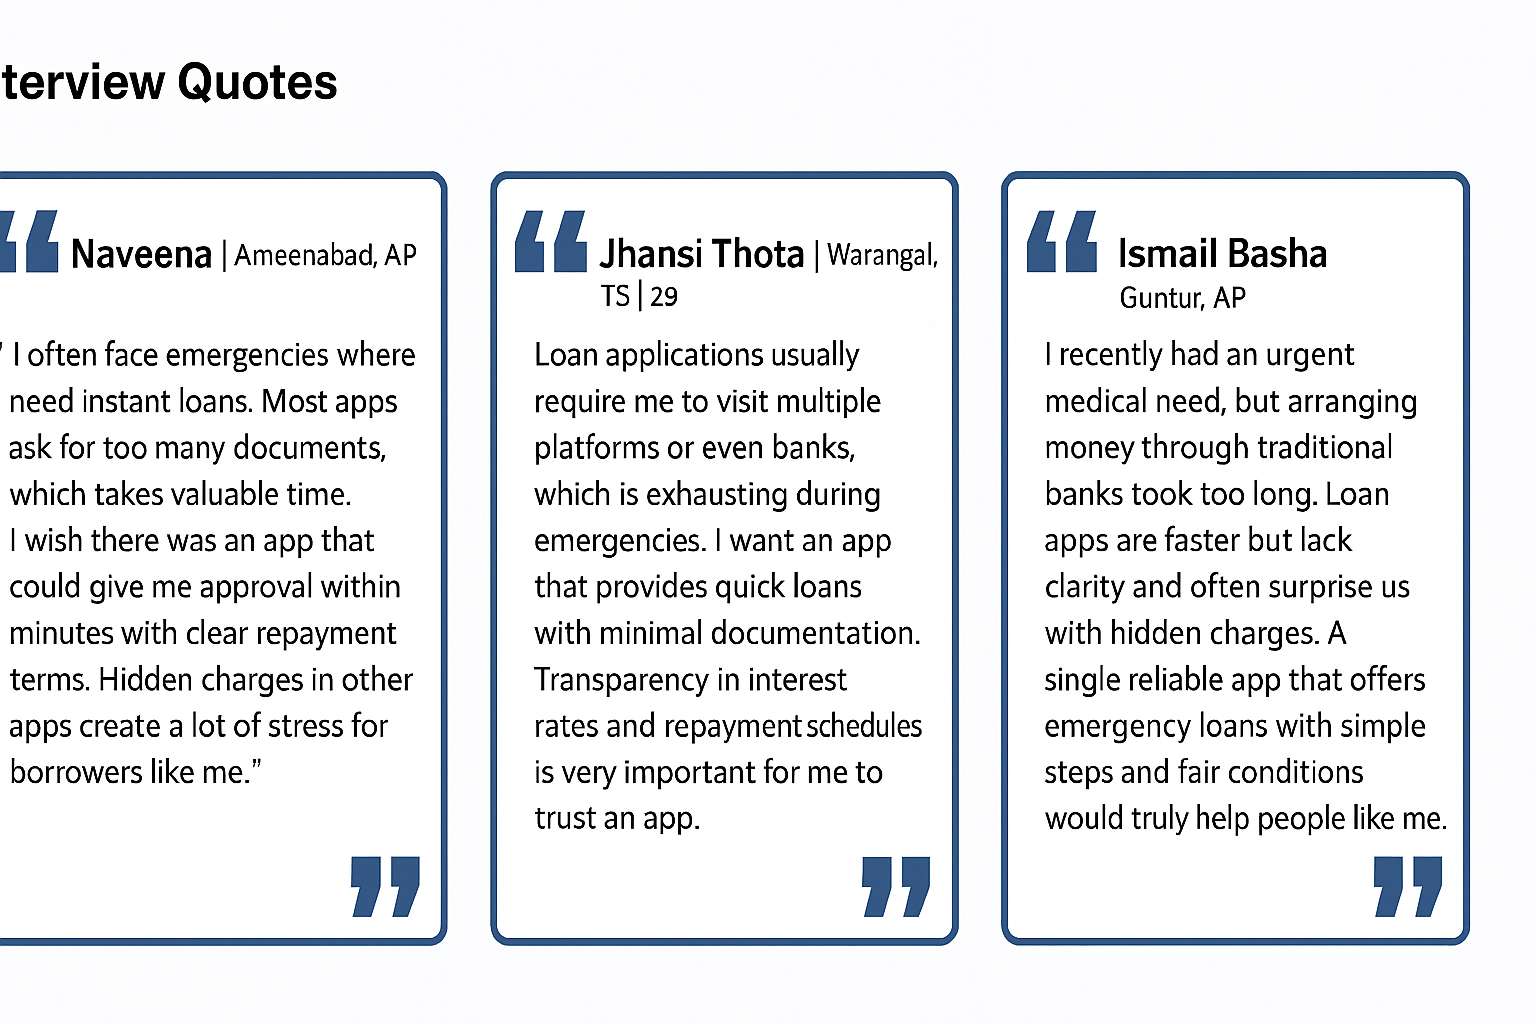 terview Quotes
Naveena | Ameenabad, AP
” I often face emergencies where
need instant loans. Most apps
ask for too many documents,
which takes valuable time.
I wish there was an app that
could give me approval within
minutes with clear repayment
terms. Hidden charges in other
apps create a lot of stress for
borrowers like me.”
Jhansi Thota | Warangal,
TS | 29
Loan applications usually
require me to visit multiple
platforms or even banks,
which is exhausting during
emergencies. I want an app
that provides quick loans
with minimal documentation.
Transparency in interest
rates and repayment schedules
is very important for me to
trust an app.
Ismail Basha
Guntur, AP
I recently had an urgent
medical need, but arranging
money through traditional
banks took too long. Loan
apps are faster but lack
clarity and often surprise us
with hidden charges. A
single reliable app that offers
emergency loans with simple
steps and fair conditions
would truly help people like me.